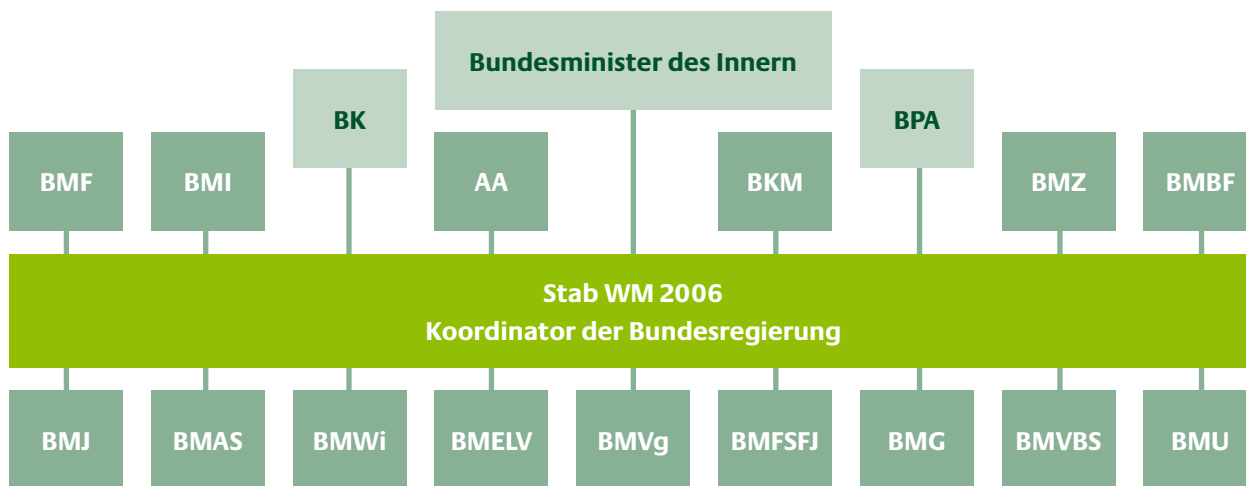 Bundesminister des Innern
BK
BPA
BMF
BMI
AA
BKM
BMZ
BMBF
Stab WM 2006
Koordinator der Bundesregierung
BMJ
BMAS
BMWi
BMELV
BMVg
BMFSFJ
BMG
BMVBS
BMU